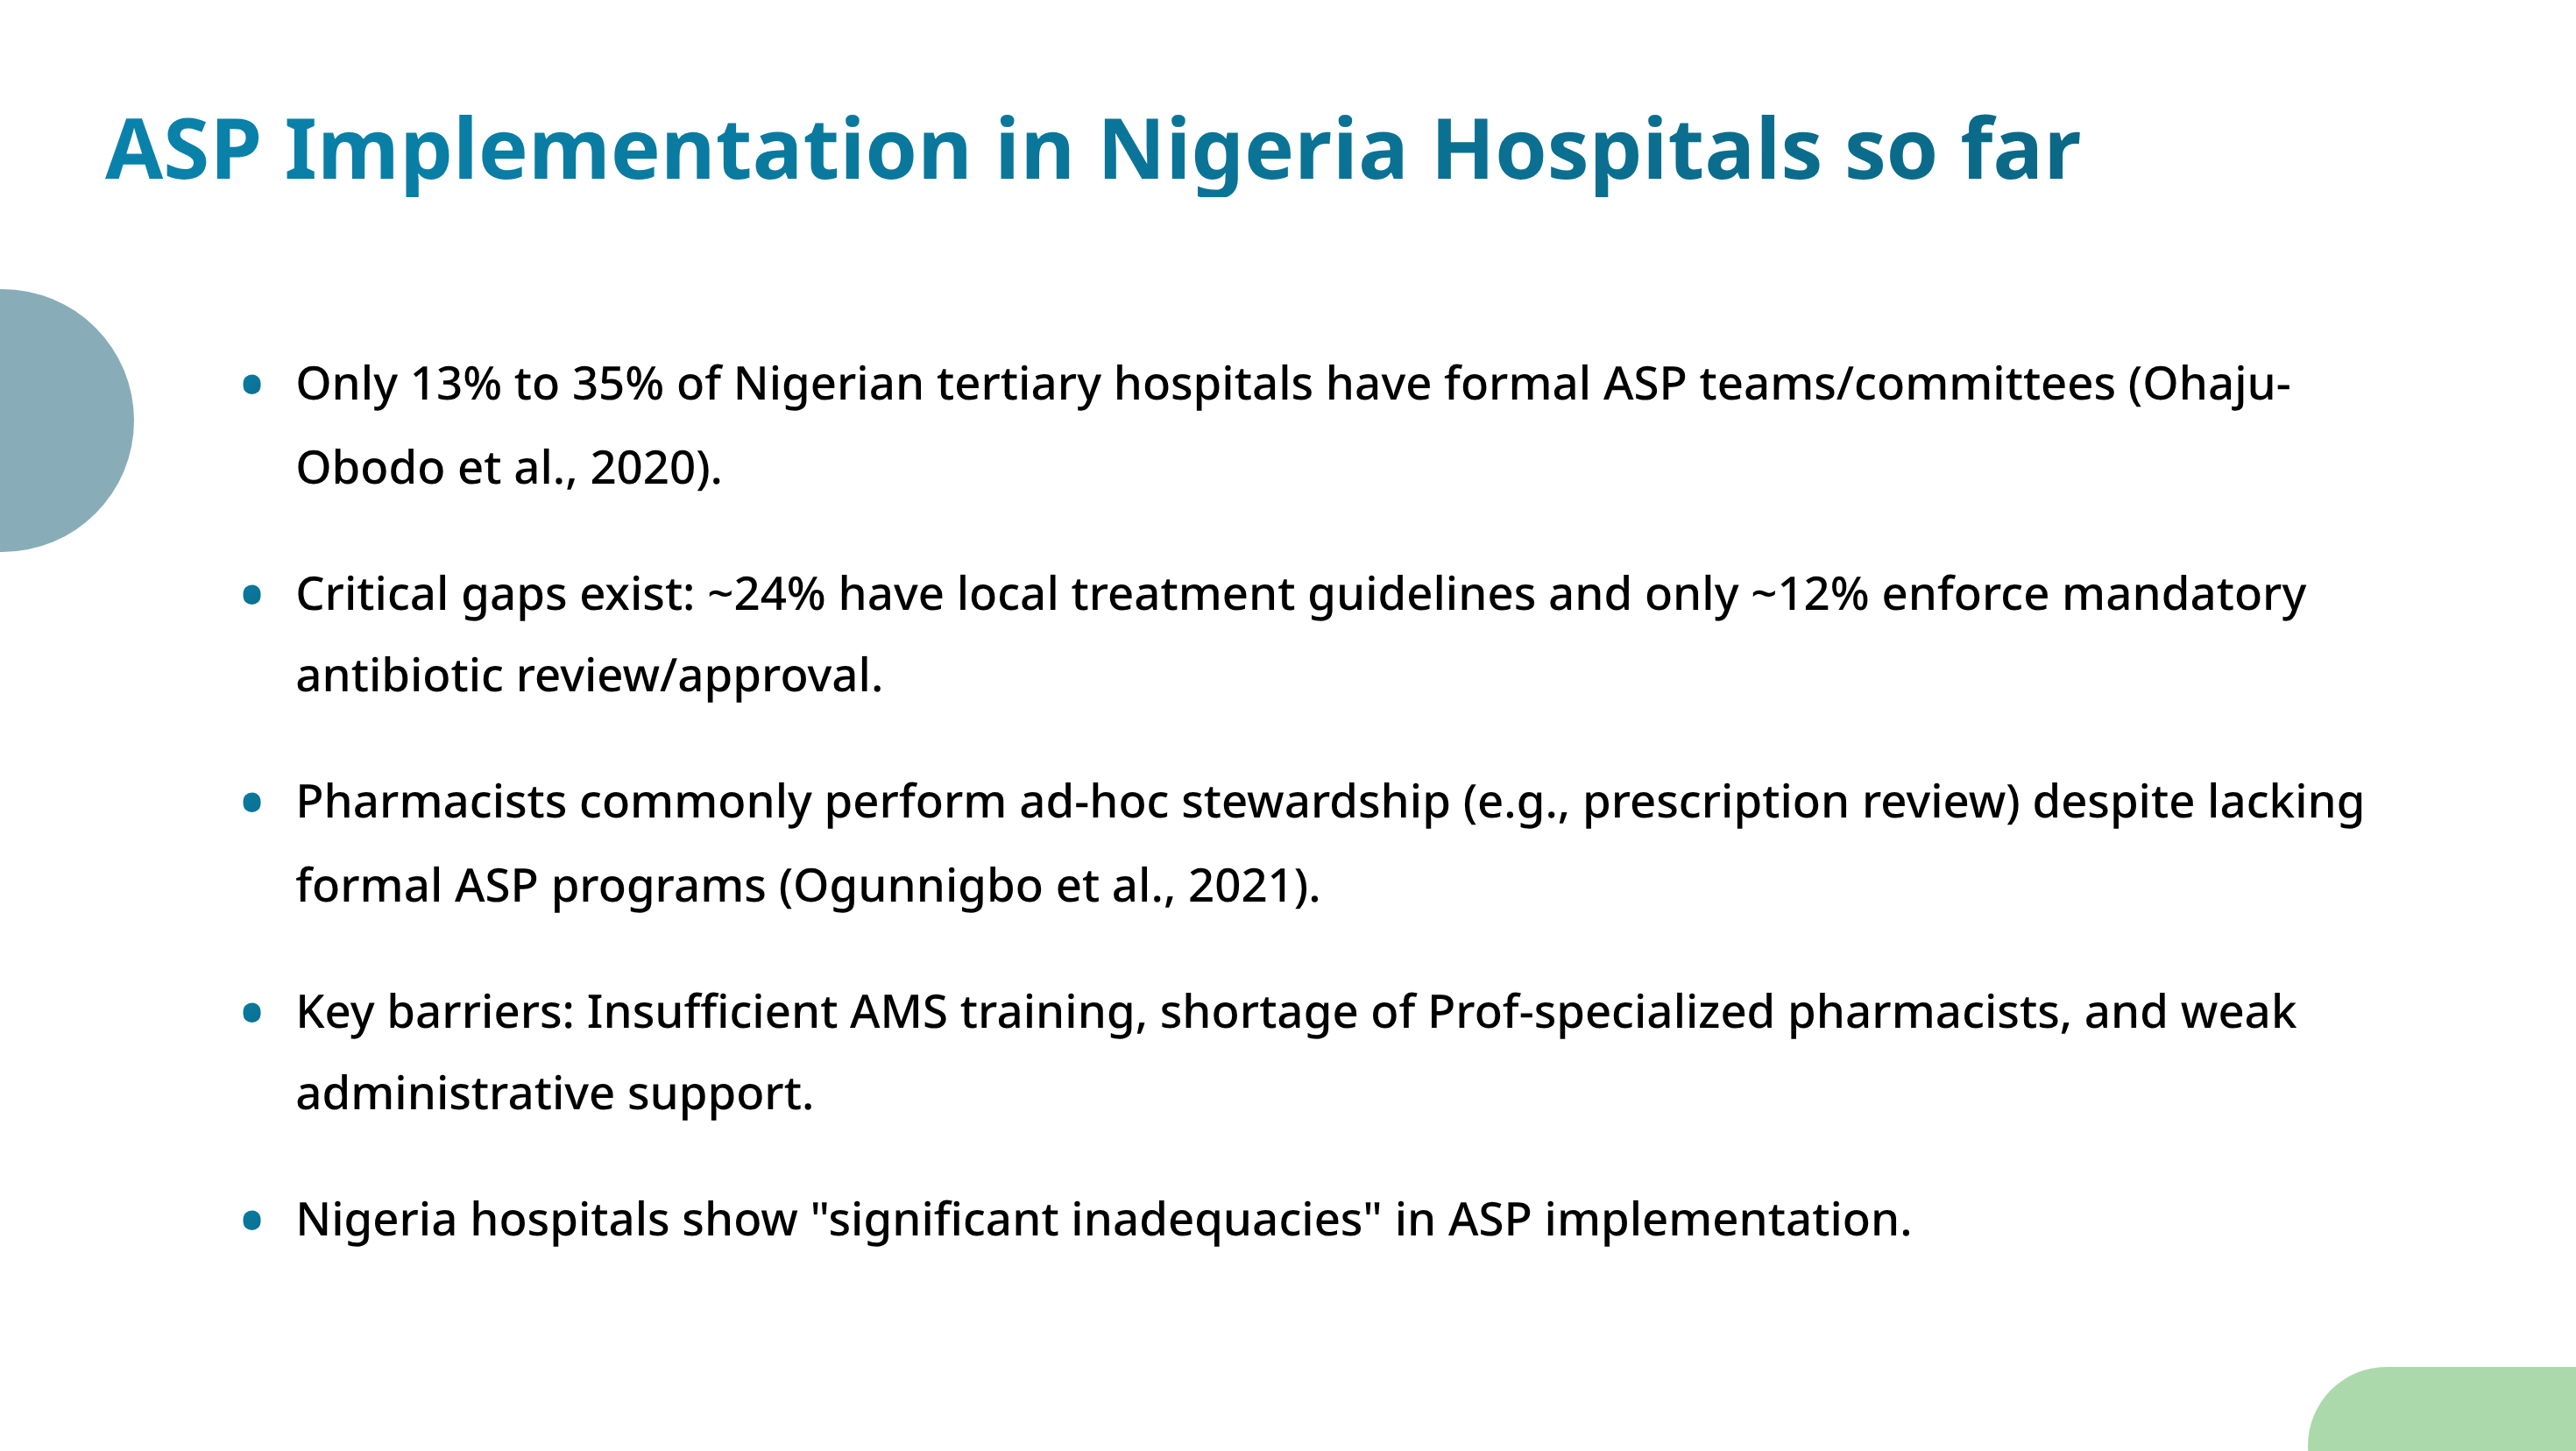 ASP Implementation in Nigeria Hospitals so far
• Only 13% to 35% of Nigerian tertiary hospitals have formal ASP teams/committees (Ohaju-
Obodo et al., 2020).
• Critical gaps exist: ~24% have local treatment guidelines and only ~12% enforce mandatory
antibiotic review/approval.
• Pharmacists commonly perform ad-hoc stewardship (e.g., prescription review) despite lacking
formal ASP programs (Ogunnigbo et al., 2021).
• Key barriers: Insufficient AMS training, shortage of Prof-specialized pharmacists, and weak
administrative support.
• Nigeria hospitals show "significant inadequacies" in ASP implementation.